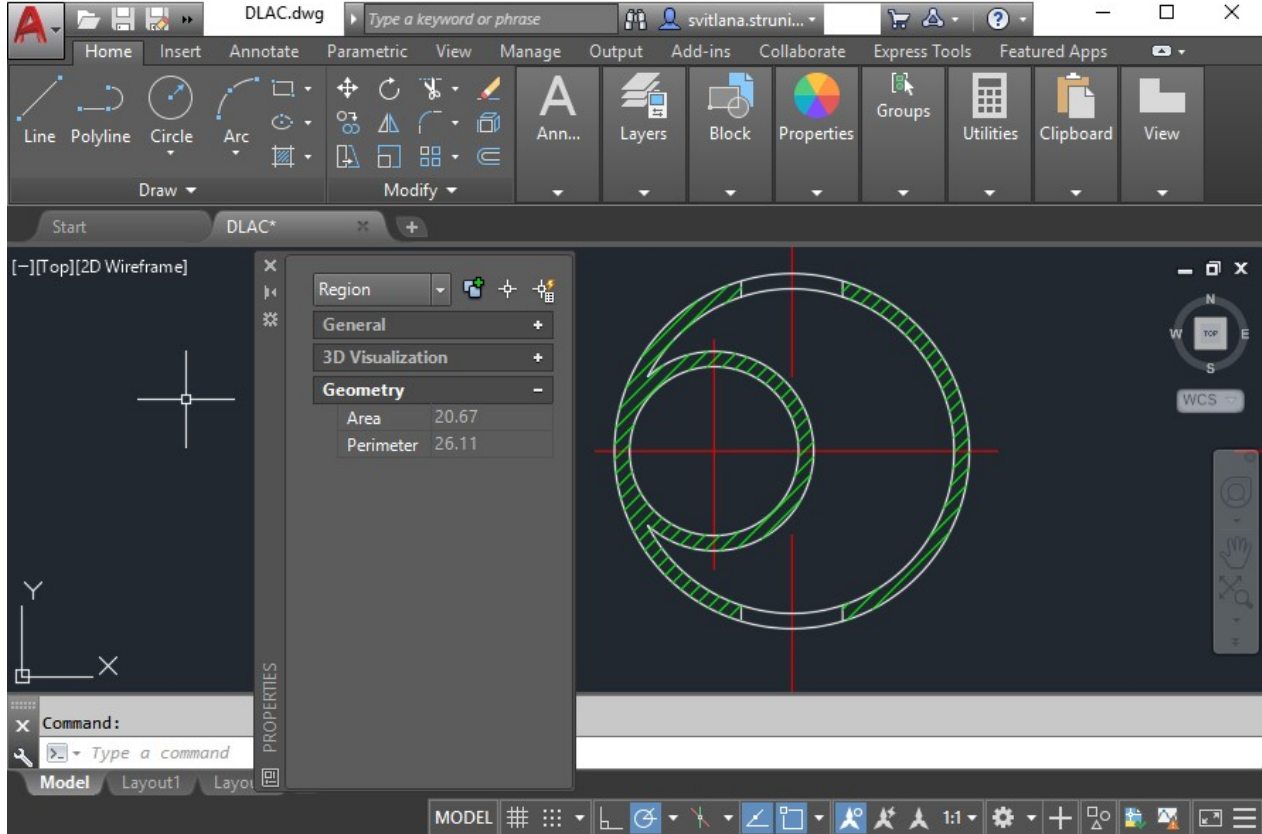 DLAC.dwg
Type a keyword or phrase
svitlana.struni...
Home Insert Annotate Parametric View Manage Output Add-ins Collaborate Express Tools Featured Apps
Line Polyline Circle Arc
Ann... Layers Block Properties Groups Utilities Clipboard View
Draw Modify
Start DLAC*
[−][Top][2D Wireframe]
Region
General
3D Visualization
Geometry
Area 20.67
Perimeter 26.11
PROPERTIES
N
W TOP E
S
WCS
Y
X
Command:
Type a command
Model Layout1 Layou
MODEL 1:1